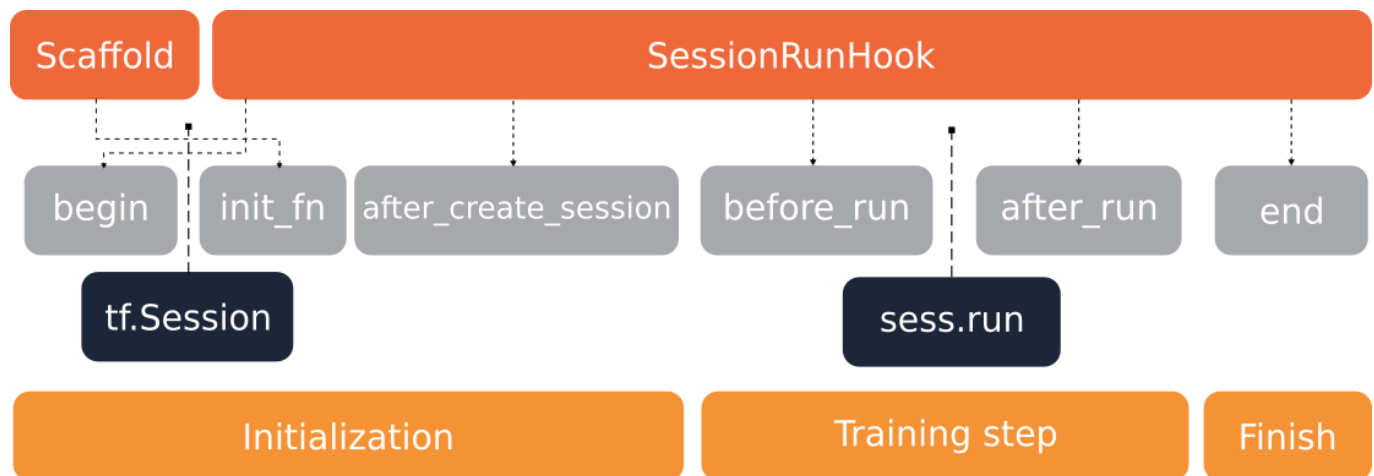 Scaffold
SessionRunHook
begin
init_fn
after_create_session
before_run
after_run
end
tf.Session
sess.run
Initialization
Training step
Finish